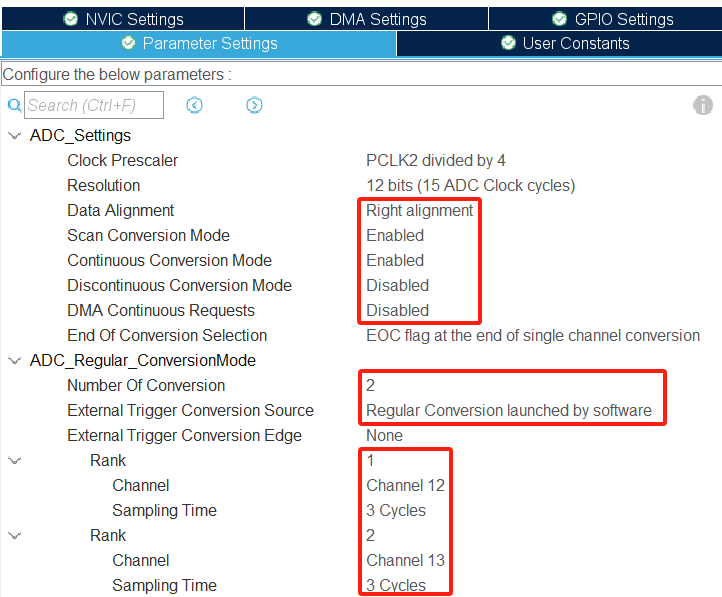 NVIC Settings DMA Settings GPIO Settings
Parameter Settings User Constants
Configure the below parameters :
Search (Ctrl+F)
ADC_Settings
Clock Prescaler PCLK2 divided by 4
Resolution 12 bits (15 ADC Clock cycles)
Data Alignment Right alignment
Scan Conversion Mode Enabled
Continuous Conversion Mode Enabled
Discontinuous Conversion Mode Disabled
DMA Continuous Requests Disabled
End Of Conversion Selection EOC flag at the end of single channel conversion
ADC_Regular_ConversionMode
Number Of Conversion 2
External Trigger Conversion Source Regular Conversion launched by software
External Trigger Conversion Edge None
Rank 1
Channel Channel 12
Sampling Time 3 Cycles
Rank 2
Channel Channel 13
Sampling Time 3 Cycles